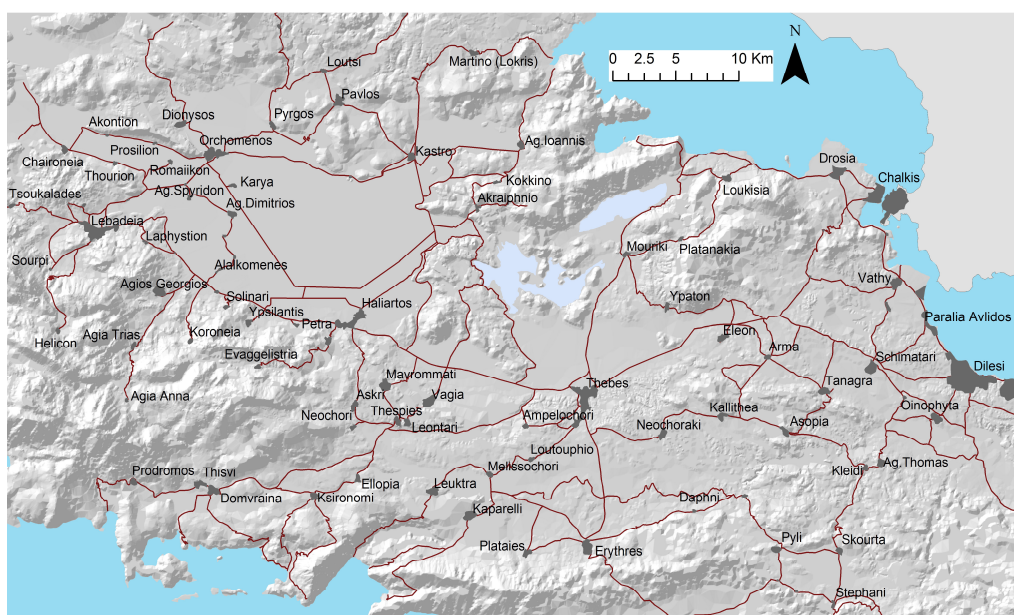 N
0 2.5 5 10 Km
Loutsi
Martino (Lokris)
Pavlos
Dionysos
Pyrgos
Akontion
Orchomenos
Ag.Ioannis
Prosilion
Kastro
Chaironeia
Romaiikon
Drosia
Thourion
Karya
Kokkino
Chalkis
Tsoukalades
Ag.Spyridon
Akraiphnio
Loukisia
Ag.Dimitrios
Lebadeia
Laphystion
Mouriki
Platanakia
Sourpi
Alalkomenes
Vathy
Agios Georgios
Solinari
Haliartos
Ypaton
Ypsilantis
Petra
Paralia Avlidos
Helicon
Agia Trias
Koroneia
Eleon
Arma
Evaggelistria
Schimatari
Dilesi
Mavrommati
Thebes
Tanagra
Agia Anna
Askri
Vagia
Oinophyta
Neochori
Thespies
Ampelochori
Kallithea
Leontari
Neochoraki
Asopia
Loutouphio
Prodromos
Thisvi
Melissochori
Kleidi
Ag.Thomas
Domvraina
Ksironomi
Ellopia
Leuktra
Daphni
Kaparelli
Plataies
Erythres
Pyli
Skourta
Stephani